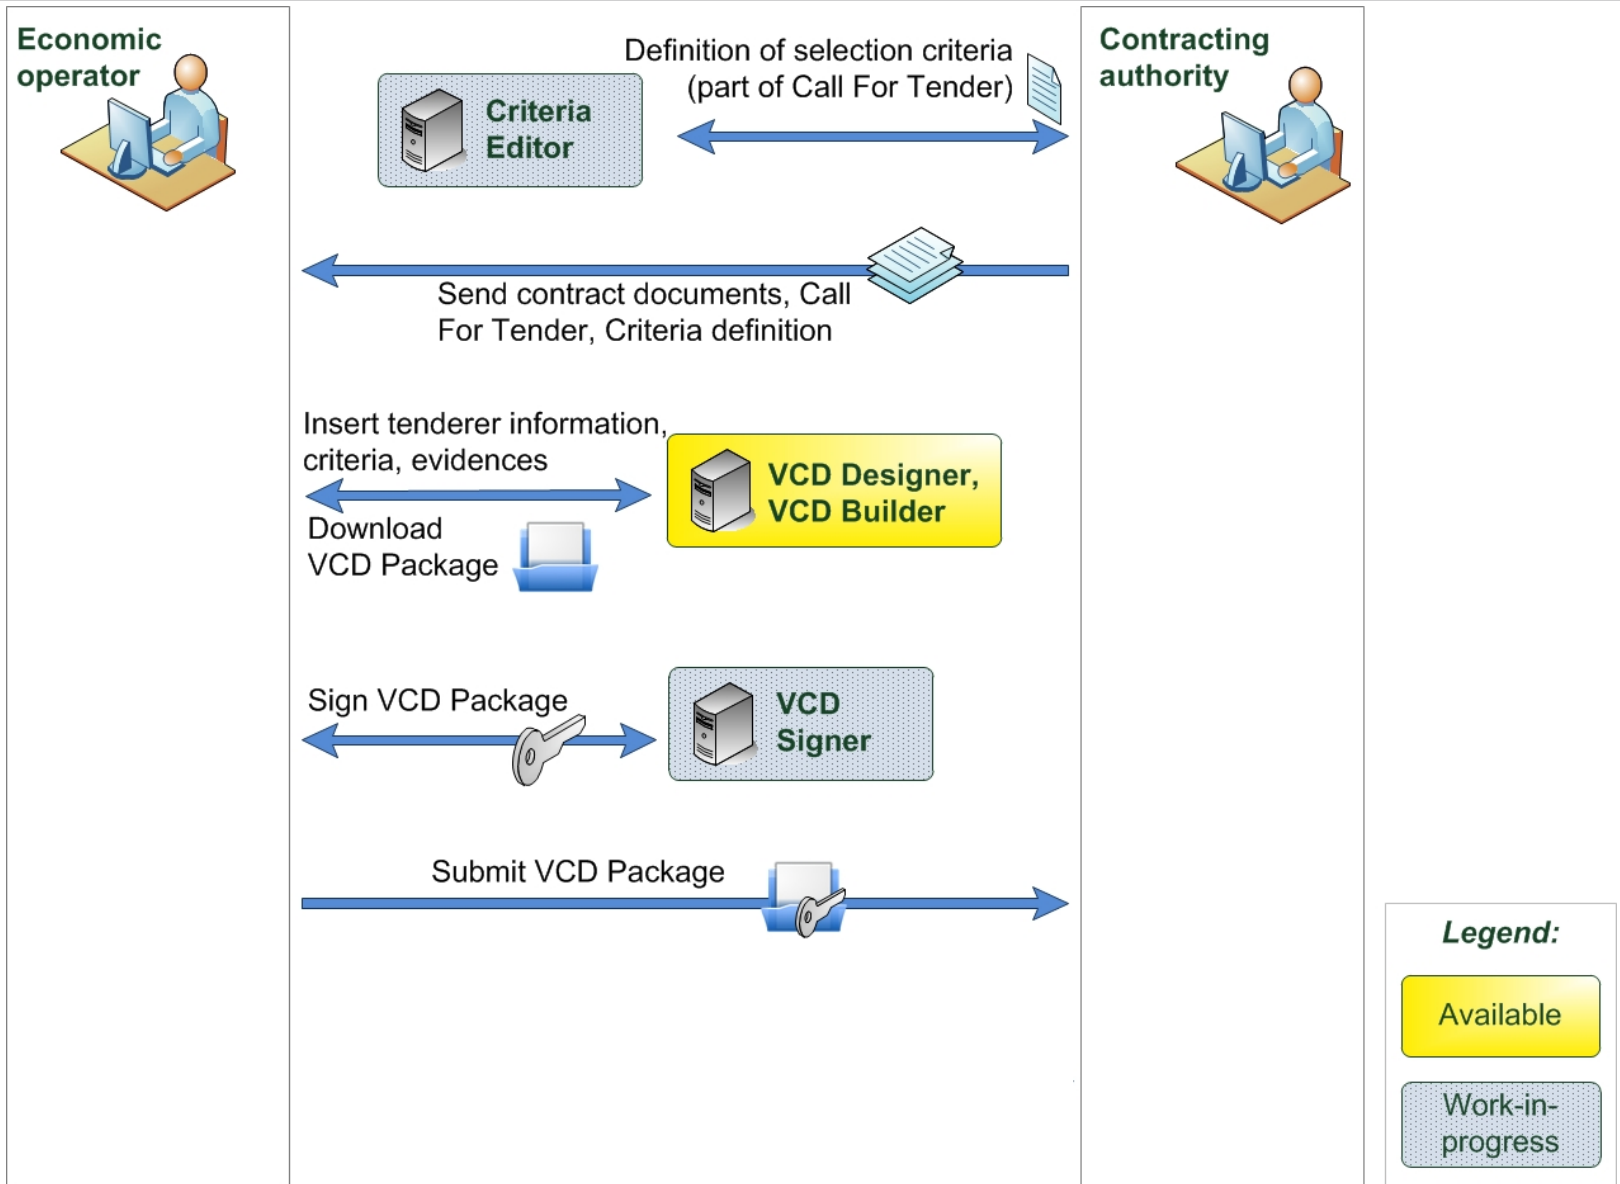 Economic
operator
Definition of selection criteria
(part of Call For Tender)
Contracting
authority
Criteria
Editor
Send contract documents, Call
For Tender, Criteria definition
Insert tenderer information,
criteria, evidences
VCD Designer,
VCD Builder
Download
VCD Package
Sign VCD Package
VCD
Signer
Submit VCD Package
Legend:
Available
Work-in-
progress